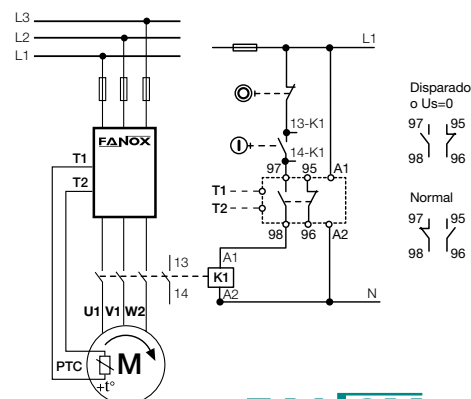 L3
L2
L1
L1
FANOX
T1
T2
13-K1
14-K1
97 95 A1
T1
T2
98 96 A2
Disparado
o Us=0
97 95
98 96
Normal
97 95
98 96
13
14
A1
K1
A2
N
U1 V1 W2
PTC
M
+t°